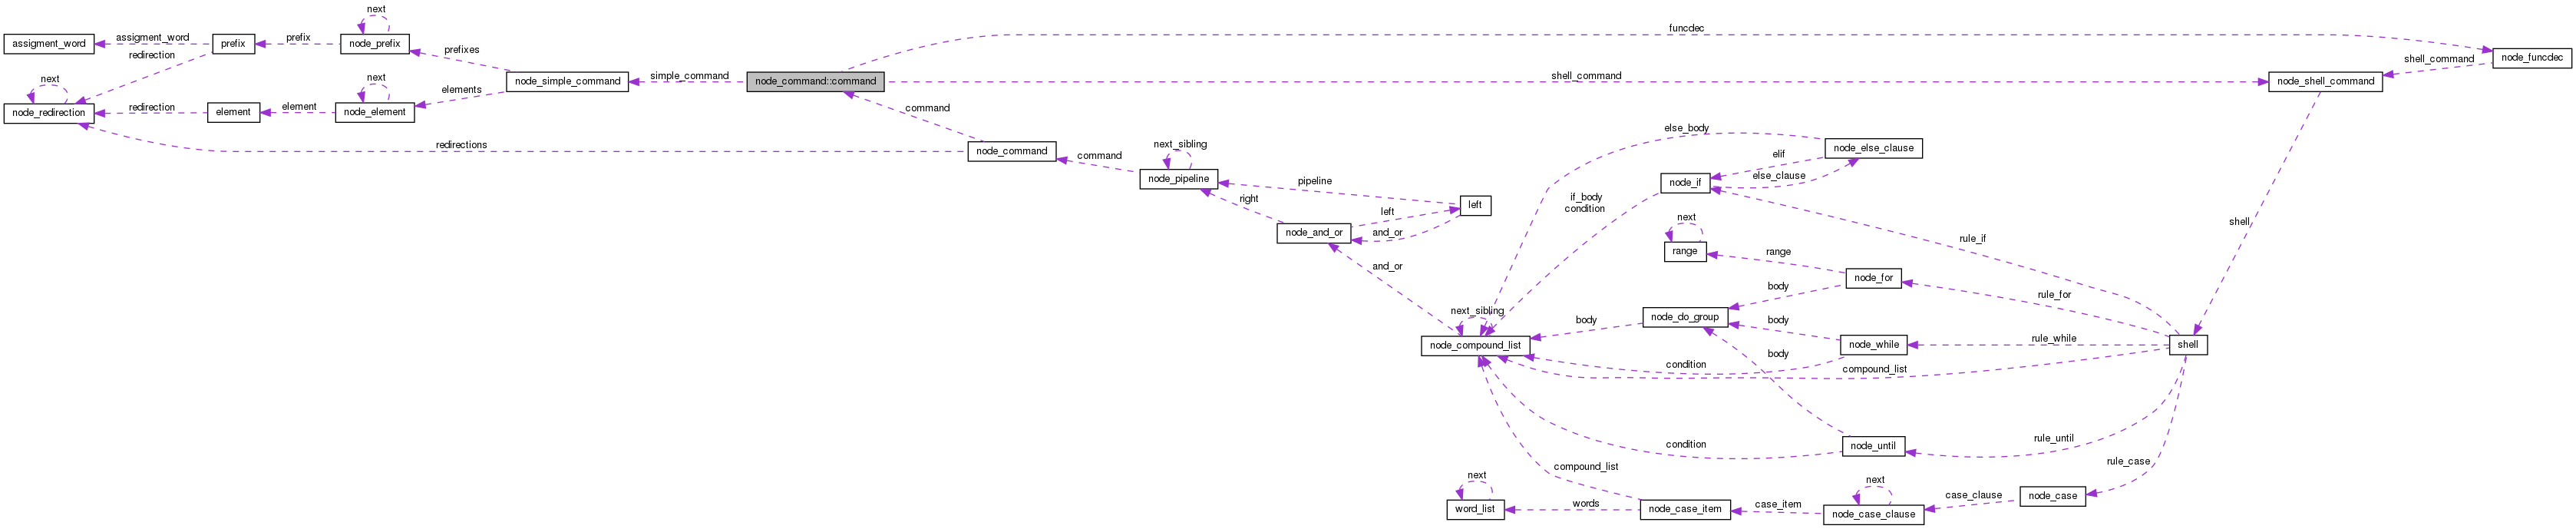 next
funcdec
assigment_word
assigment_word
prefix
prefix
node_prefix
redirection
prefixes
node_funcdec
shell_command
next
next
node_simple_command
simple_command
node_command::command
shell_command
node_shell_command
elements
node_redirection
redirection
element
element
node_element
command
redirections
node_command
command
next_sibling
node_pipeline
else_body
node_else_clause
elif
else_clause
node_if
if_body
condition
pipeline
right
left
left
node_and_or
and_or
next
range
range
rule_if
shell
and_or
node_for
body
rule_for
next_sibling
node_do_group
body
body
node_compound_list
node_while
rule_while
shell
body
condition
compound_list
condition
node_until
rule_until
compound_list
rule_case
next
word_list
words
node_case_item
case_item
next
node_case_clause
case_clause
node_case